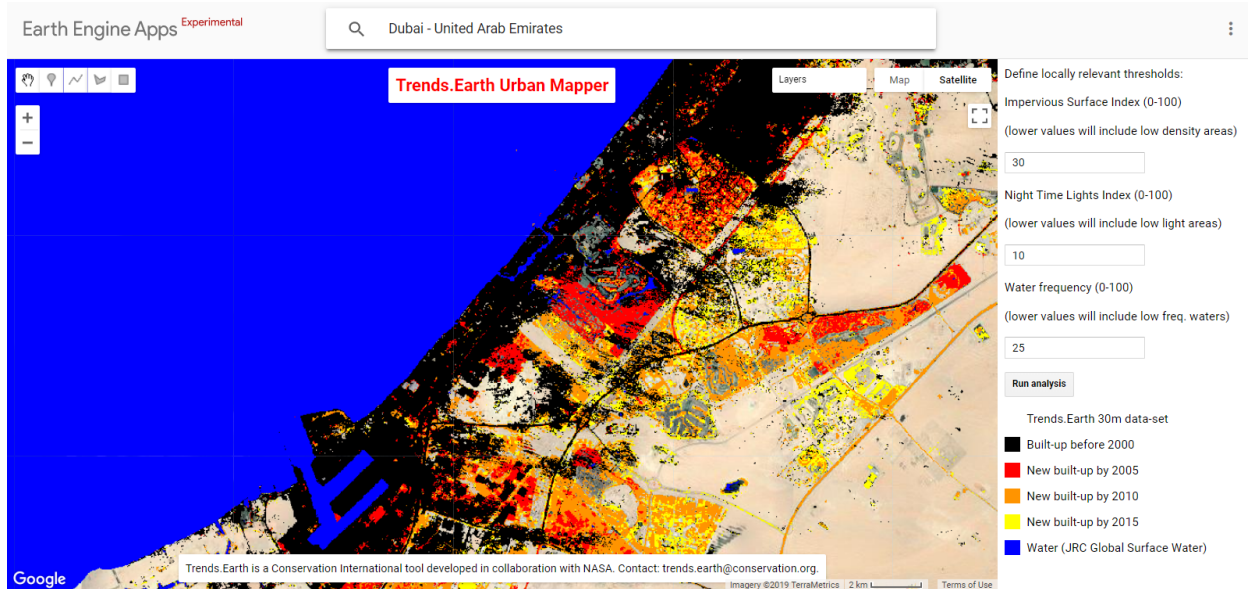 Earth Engine Apps Experimental
Dubai - United Arab Emirates
Trends.Earth Urban Mapper
Layers
Map
Satellite
+
−
Define locally relevant thresholds:
Impervious Surface Index (0-100)
(lower values will include low density areas)
30
Night Time Lights Index (0-100)
(lower values will include low light areas)
10
Water frequency (0-100)
(lower values will include low freq. waters)
25
Run analysis
Trends.Earth 30m data-set
Built-up before 2000
New built-up by 2005
New built-up by 2010
New built-up by 2015
Water (JRC Global Surface Water)
Trends.Earth is a Conservation International tool developed in collaboration with NASA. Contact: trends.earth@conservation.org.
Google
Imagery ©2019 TerraMetrics
2 km
Terms of Use